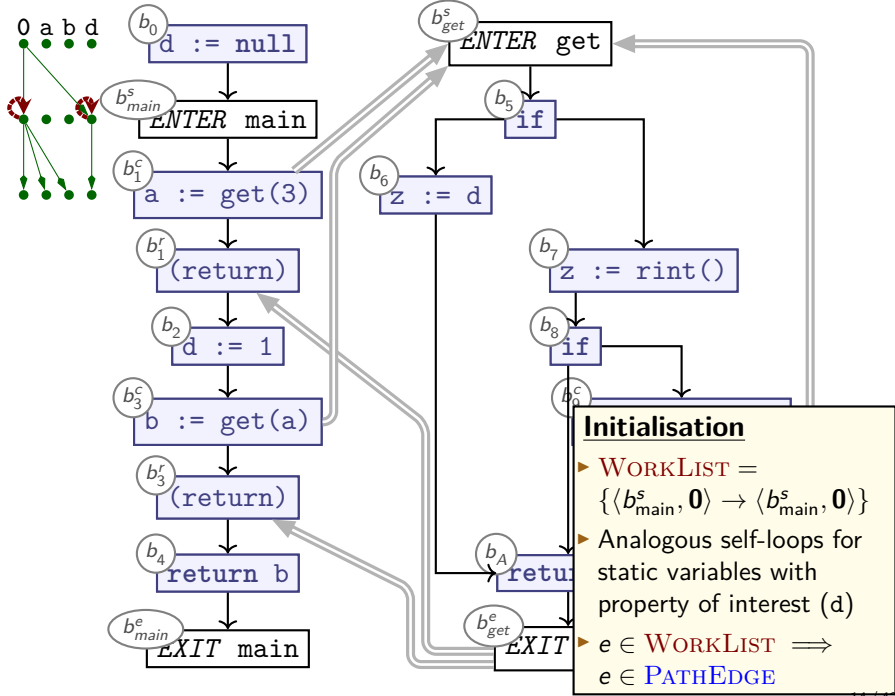 0 a b d
b0
d := null
b^s_main
ENTER main
b^c_1
a := get(3)
b^r_1
(return)
b2
d := 1
b^c_3
b := get(a)
b^r_3
(return)
b4
return b
b^e_main
EXIT main
b^s_get
ENTER get
b5
if
b6
z := d
b7
z := rint()
b8
if
b^c_9
bA
b^e_get
EXIT
Initialisation
▸ WORKLIST =
{⟨b^s_main, 0⟩ → ⟨b^s_main, 0⟩}
▸ Analogous self-loops for
static variables with
property of interest (d)
▸ e ∈ WORKLIST ⟹
e ∈ PATHEDGE